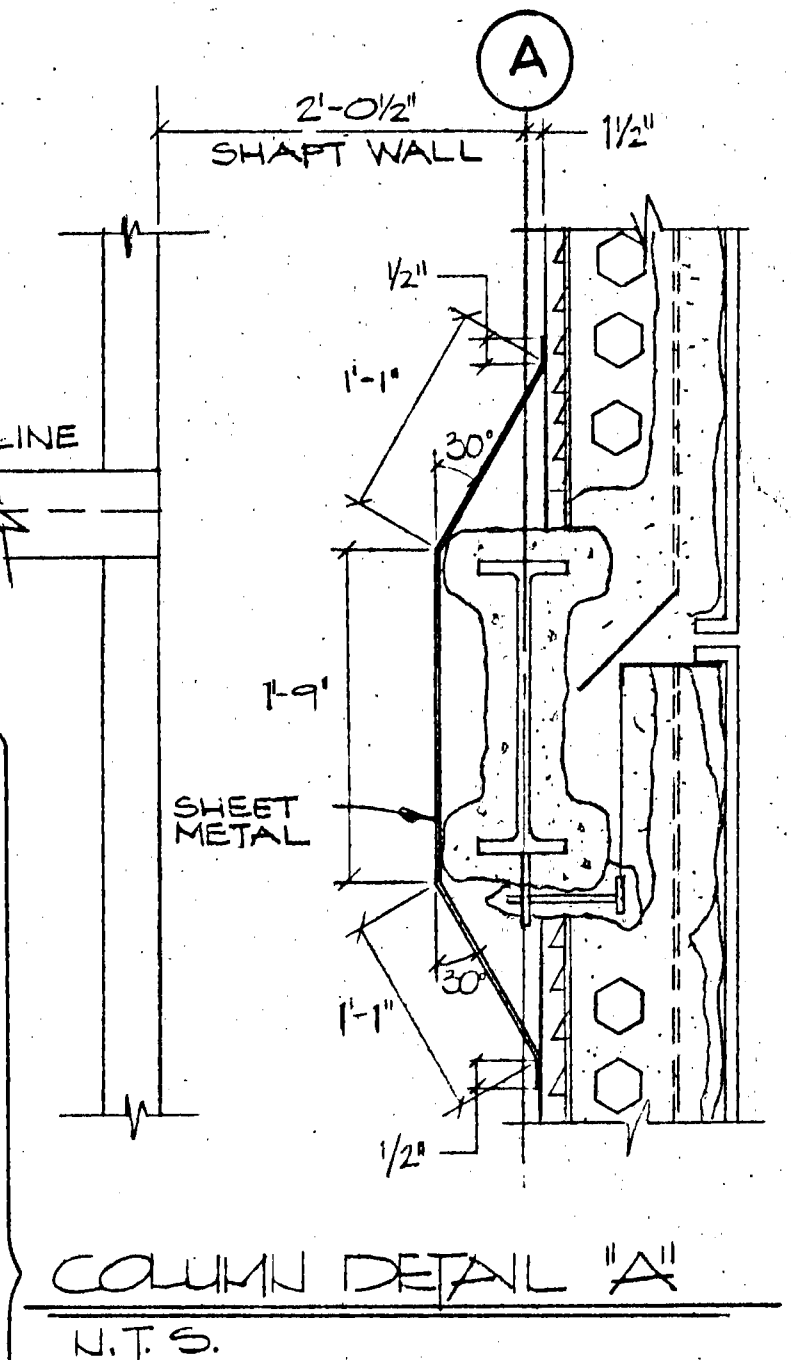 A
2'-0½"
1½"
SHAFT WALL
½"
1'-1"
30°
LINE
1'-9"
SHEET
METAL
30°
1'-1"
½"
COLUMN DETAIL "A"
N.T.S.